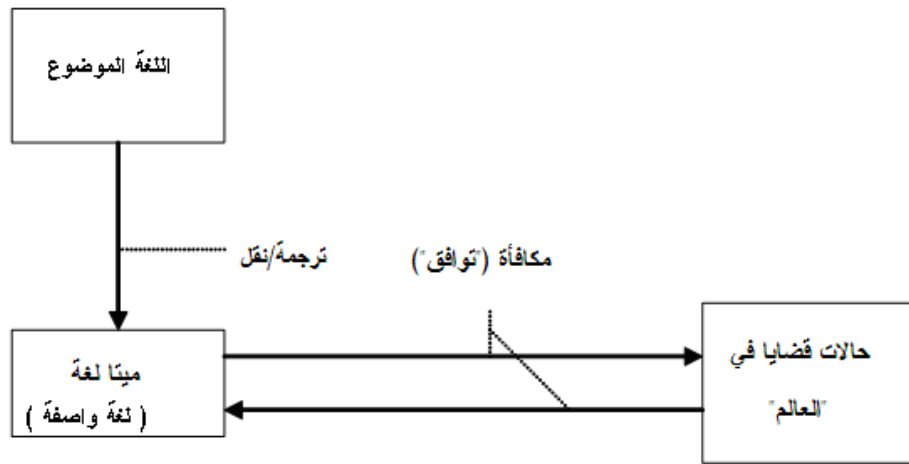 اللغة الموضوع
ترجمة/نقل
مكافأة ("توافق")
ميتا لغة
( لغة واصفة )
حالات قضايا في
"العالم"